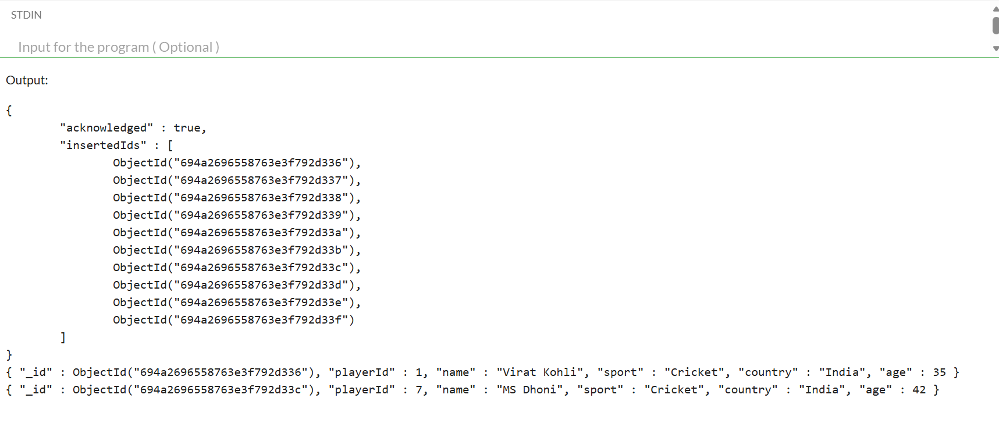 STDIN
Input for the program ( Optional )
Output:
{
        "acknowledged" : true,
        "insertedIds" : [
                ObjectId("694a2696558763e3f792d336"),
                ObjectId("694a2696558763e3f792d337"),
                ObjectId("694a2696558763e3f792d338"),
                ObjectId("694a2696558763e3f792d339"),
                ObjectId("694a2696558763e3f792d33a"),
                ObjectId("694a2696558763e3f792d33b"),
                ObjectId("694a2696558763e3f792d33c"),
                ObjectId("694a2696558763e3f792d33d"),
                ObjectId("694a2696558763e3f792d33e"),
                ObjectId("694a2696558763e3f792d33f")
        ]
}
{ "_id" : ObjectId("694a2696558763e3f792d336"), "playerId" : 1, "name" : "Virat Kohli", "sport" : "Cricket", "country" : "India", "age" : 35 }
{ "_id" : ObjectId("694a2696558763e3f792d33c"), "playerId" : 7, "name" : "MS Dhoni", "sport" : "Cricket", "country" : "India", "age" : 42 }